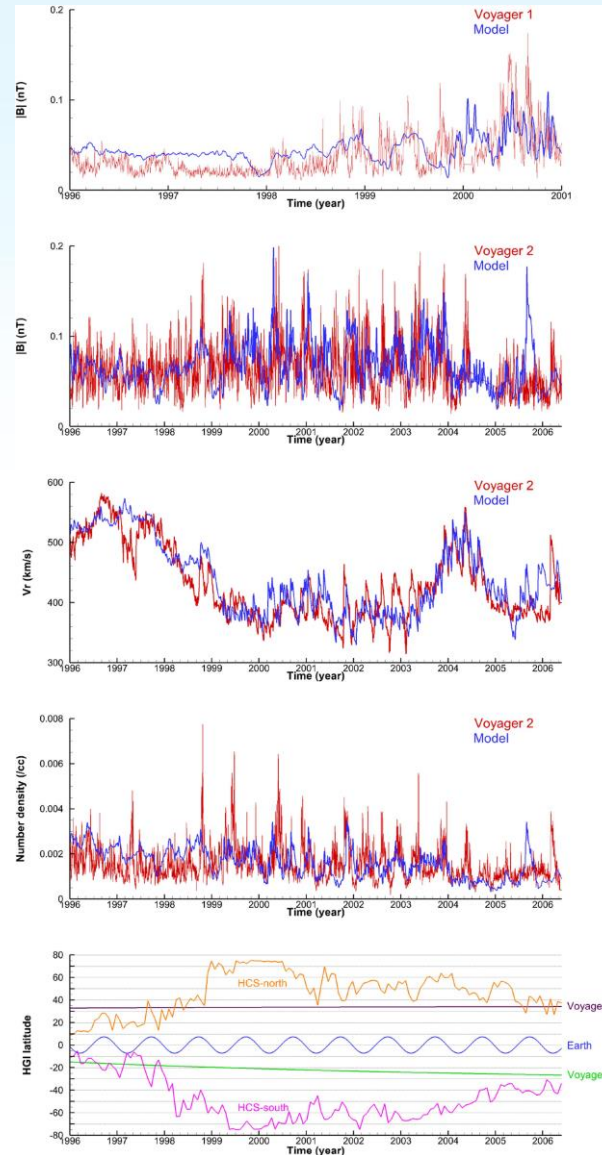 0.2
Voyager 1
Model
|B| (nT)
0.1
0
1996 1997 1998 1999 2000 2001
Time (year)
0.2
Voyager 2
Model
|B| (nT)
0.1
0
1996 1997 1998 1999 2000 2001 2002 2003 2004 2005 2006
Time (year)
600
Voyager 2
Model
500
Vr (km/s)
400
300
1996 1997 1998 1999 2000 2001 2002 2003 2004 2005 2006
Time (year)
0.008
Voyager 2
Model
0.006
Number density (/cc)
0.004
0.002
0
1996 1997 1998 1999 2000 2001 2002 2003 2004 2005 2006
Time (year)
80
60
HCS-north
40
Voyage
20
HGI latitude
0
Earth
-20
Voyage
-40
HCS-south
-60
-80
1996 1997 1998 1999 2000 2001 2002 2003 2004 2005 2006
Time (year)